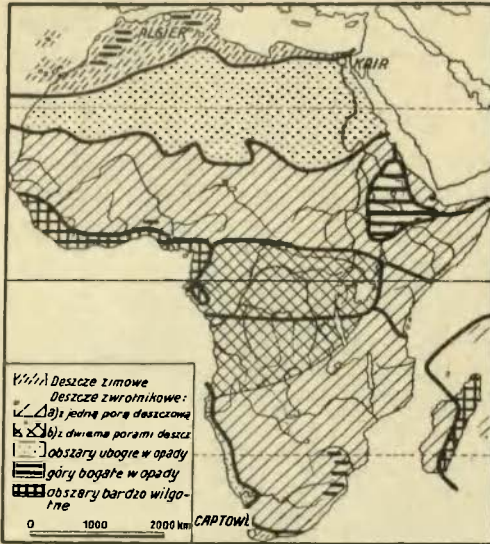 ALGIER
KAIR
Deszcze zimowe
Deszcze zwrotnikowe:
a) z jedną porą deszczową
b) z dwiema porami deszcz
obszary ubogie w opady
góry bogate w opady
obszary bardzo wilgo-
tne
0 1000 2000 km
CAPTOWL